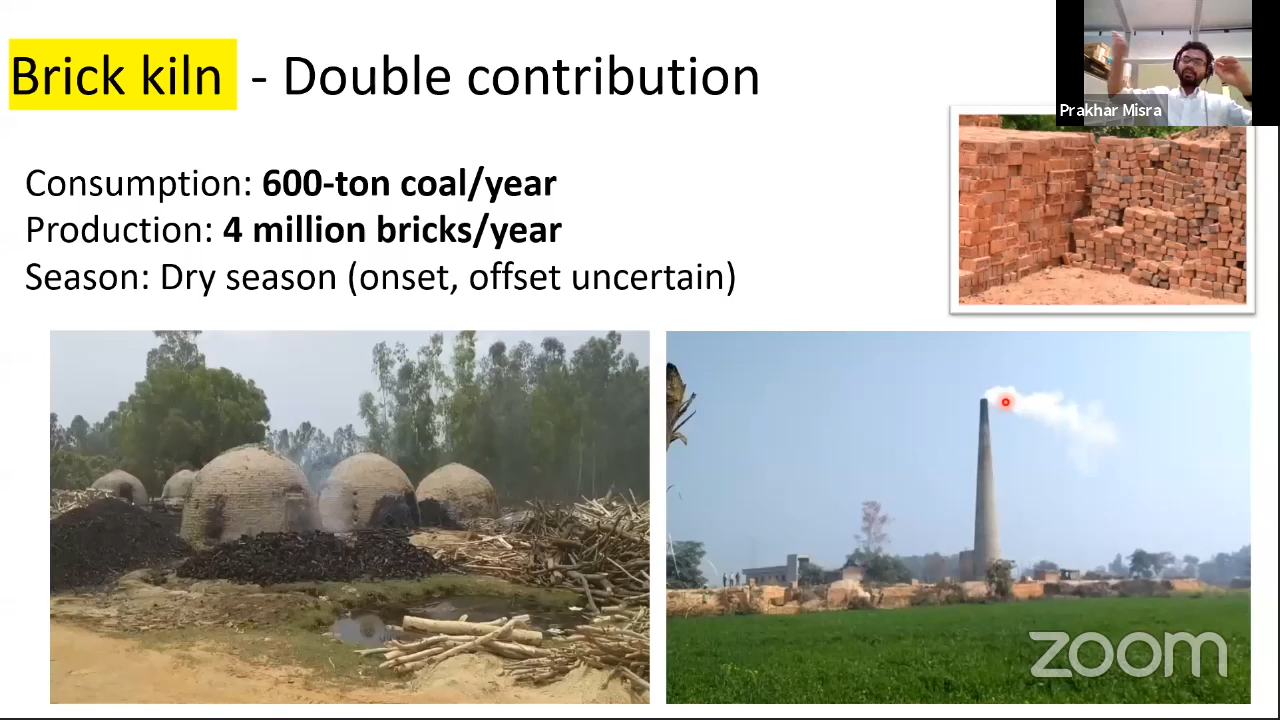 Brick kiln - Double contribution
Prakhar Misra
Consumption: 600-ton coal/year
Production: 4 million bricks/year
Season: Dry season (onset, offset uncertain)
zoom